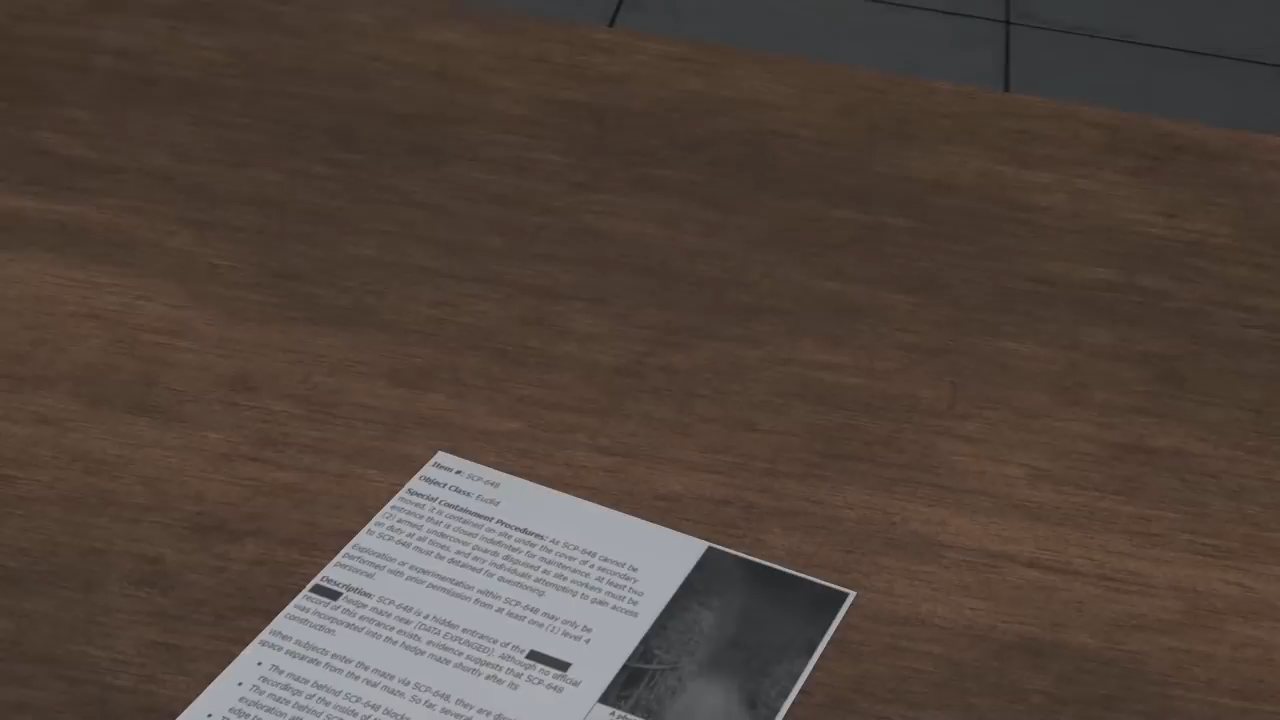 Item #: SCP-648
Object Class: Euclid
Special Containment Procedures: As SCP-648 cannot be
moved, it is contained on-site under the cover of a secondary
entrance that is closed indefinitely for maintenance. At least two
(2) armed, undercover guards disguised as site workers must be
on duty at all times, and any individuals attempting to gain access
to SCP-648 must be detained for questioning.
Exploration or experimentation within SCP-648 may only be
performed with prior permission from at least one (1) level 4
personnel.
Description: SCP-648 is a hidden entrance of the
hedge maze near [DATA EXPUNGED]. Although no official
record of this entrance exists, evidence suggests that SCP-648
was incorporated into the hedge maze shortly after its
construction.
When subjects enter the maze via SCP-648, they are
space separate from the real maze. So far, several
• The maze behind SCP-648 blocks
recordings of the inside of
• The maze behind
exploration
edge
A